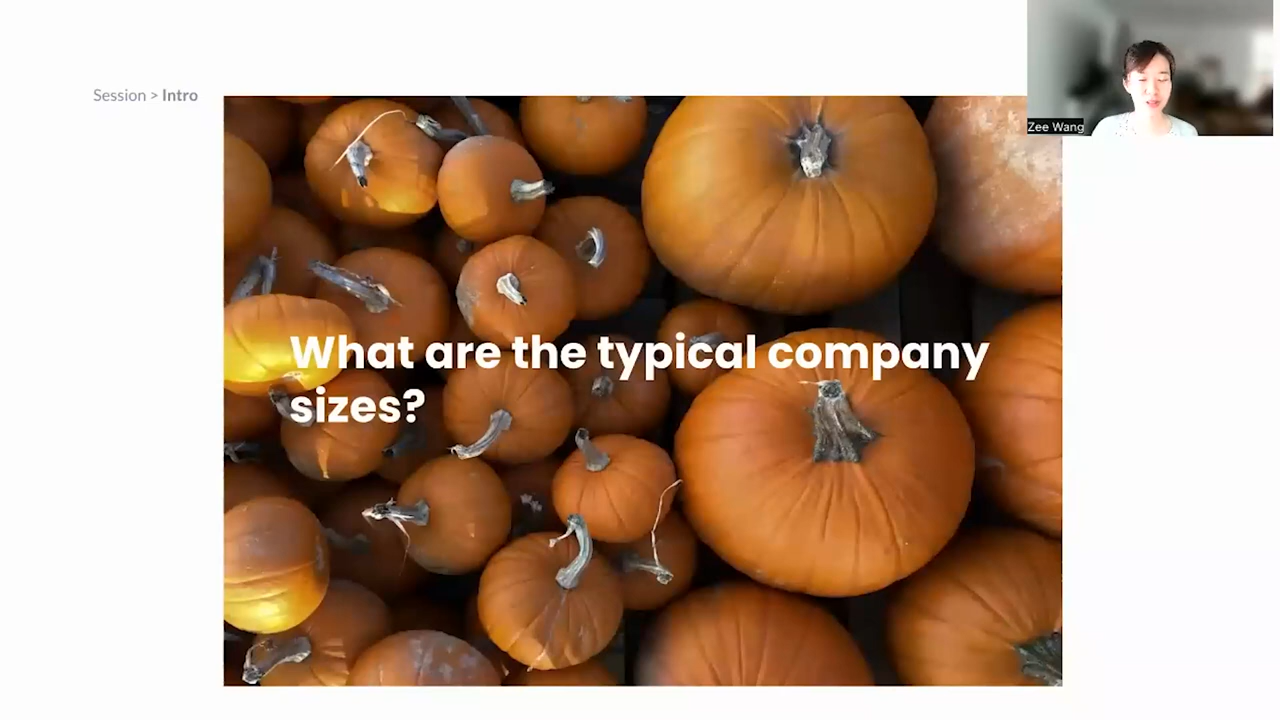 Session > Intro
Zee Wang
What are the typical company
sizes?